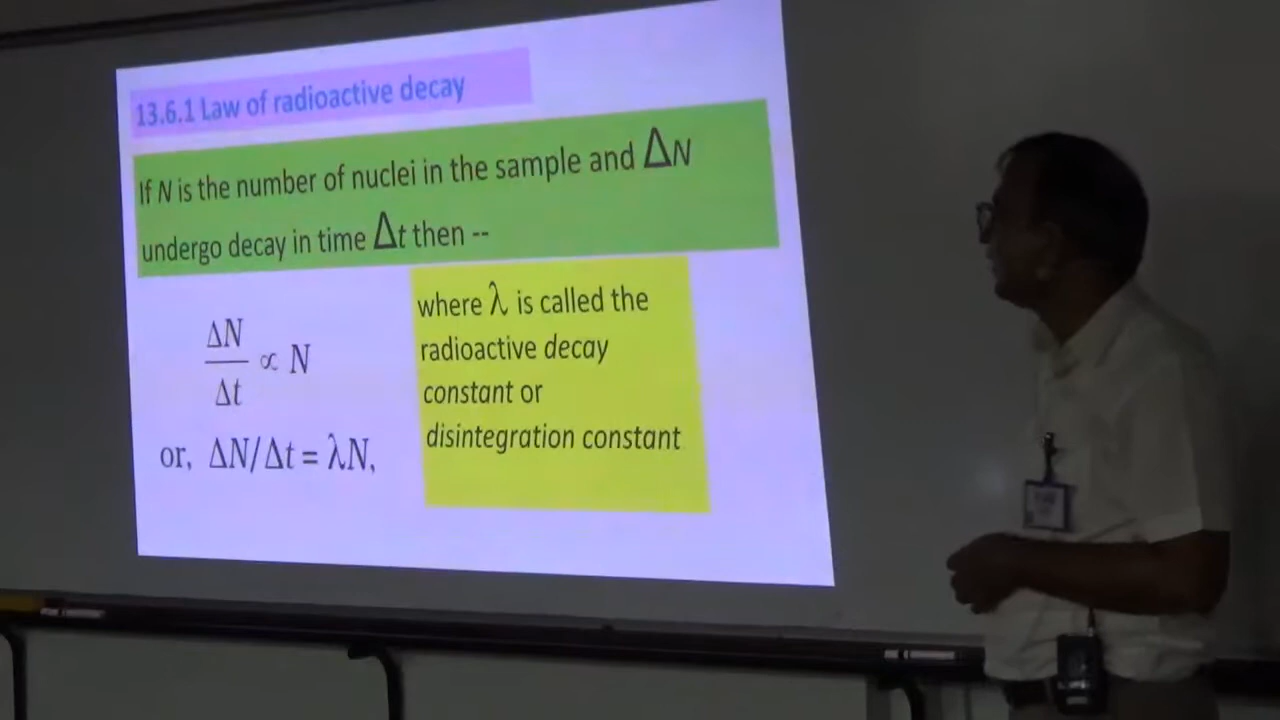 13.6.1 Law of radioactive decay
If N is the number of nuclei in the sample and ΔN
undergo decay in time Δt then --
ΔN
Δt
∝ N
or, ΔN/Δt = λN,
where λ is called the
radioactive decay
constant or
disintegration constant